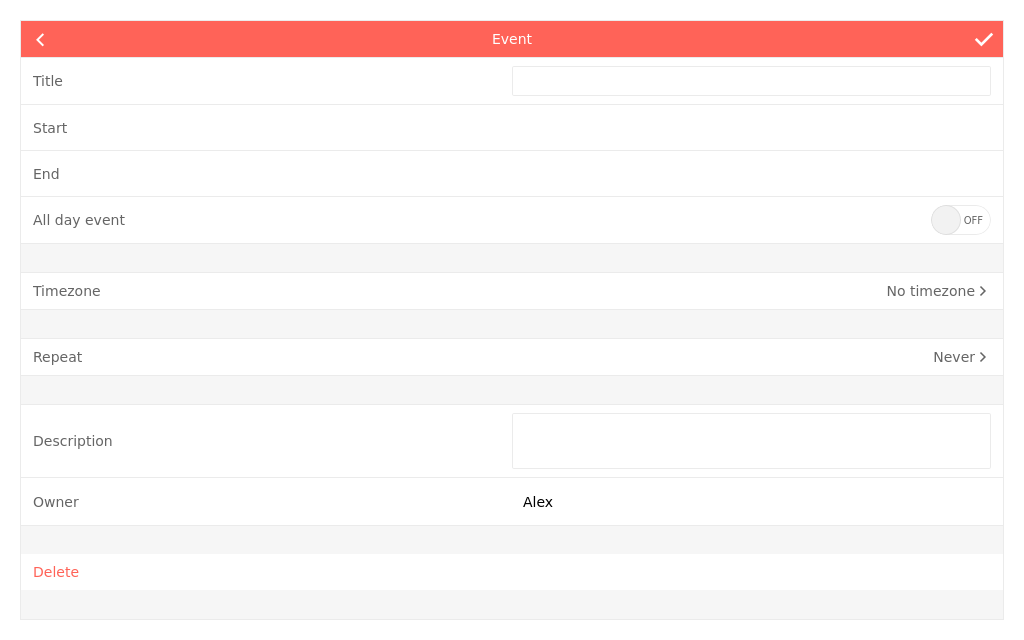 Event
Title
Start
End
All day event OFF
Timezone No timezone
Repeat Never
Description
Owner Alex
Delete